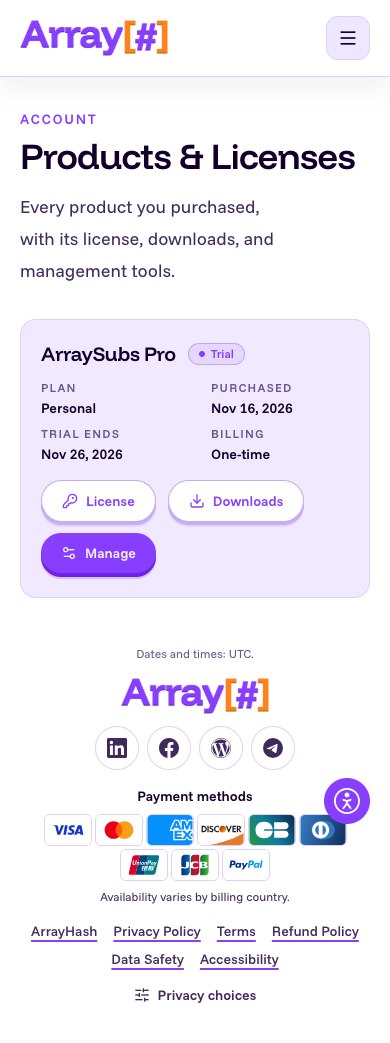 Array[#]
ACCOUNT
Products & Licenses
Every product you purchased,
with its license, downloads, and
management tools.
ArraySubs Pro
Trial
PLAN
PURCHASED
Personal
Nov 16, 2026
TRIAL ENDS
BILLING
Nov 26, 2026
One-time
License
Downloads
Manage
Dates and times: UTC.
Array[#]
Payment methods
VISA
AMEX
DISCOVER
UnionPay
银联
JCB
PayPal
Availability varies by billing country.
ArrayHash Privacy Policy Terms Refund Policy
Data Safety Accessibility
Privacy choices